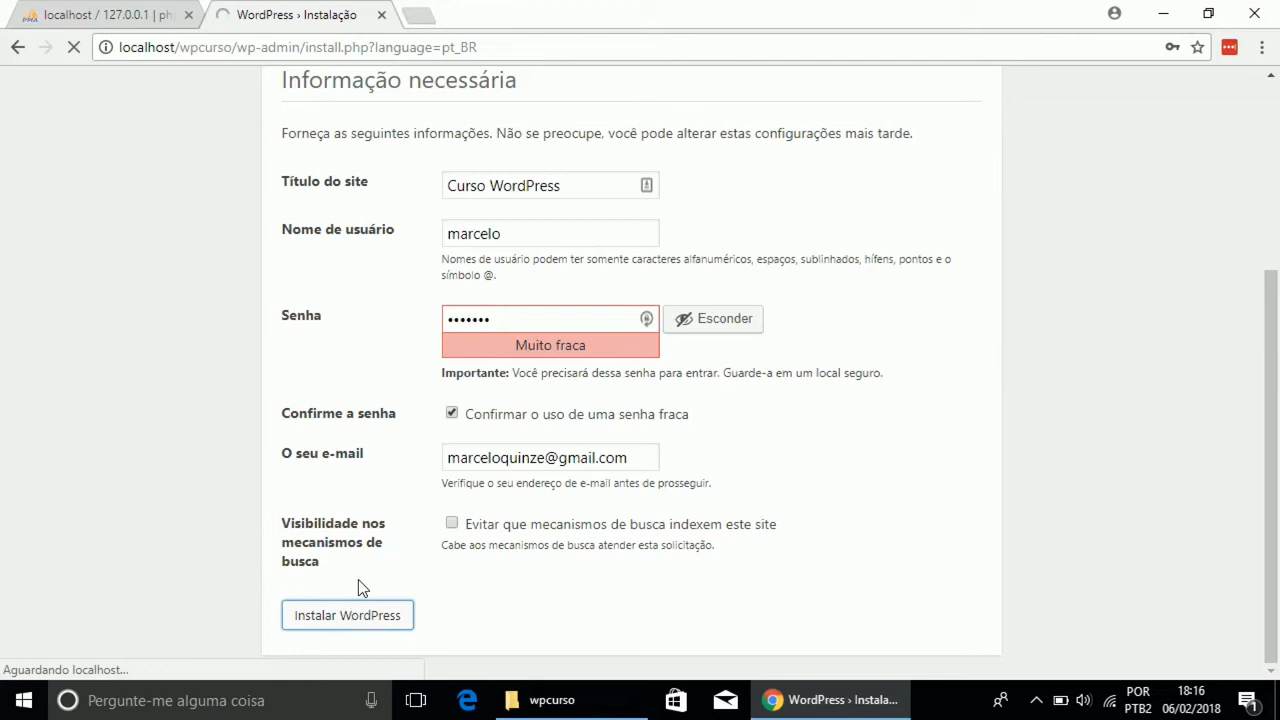 localhost / 127.0.0.1 | ph
WordPress › Instalação
localhost/wpcurso/wp-admin/install.php?language=pt_BR
Informação necessária
Forneça as seguintes informações. Não se preocupe, você pode alterar estas configurações mais tarde.
Título do site
Curso WordPress
Nome de usuário
marcelo
Nomes de usuário podem ter somente caracteres alfanuméricos, espaços, sublinhados, hífens, pontos e o
símbolo @.
Senha
•••••••
Esconder
Muito fraca
Importante: Você precisará dessa senha para entrar. Guarde-a em um local seguro.
Confirme a senha
Confirmar o uso de uma senha fraca
O seu e-mail
marceloquinze@gmail.com
Verifique o seu endereço de e-mail antes de prosseguir.
Visibilidade nos
mecanismos de
busca
Evitar que mecanismos de busca indexem este site
Cabe aos mecanismos de busca atender esta solicitação.
Instalar WordPress
Aguardando localhost...
Pergunte-me alguma coisa
wpcurso
WordPress › Instala...
POR
PTB2
18:16
06/02/2018
1